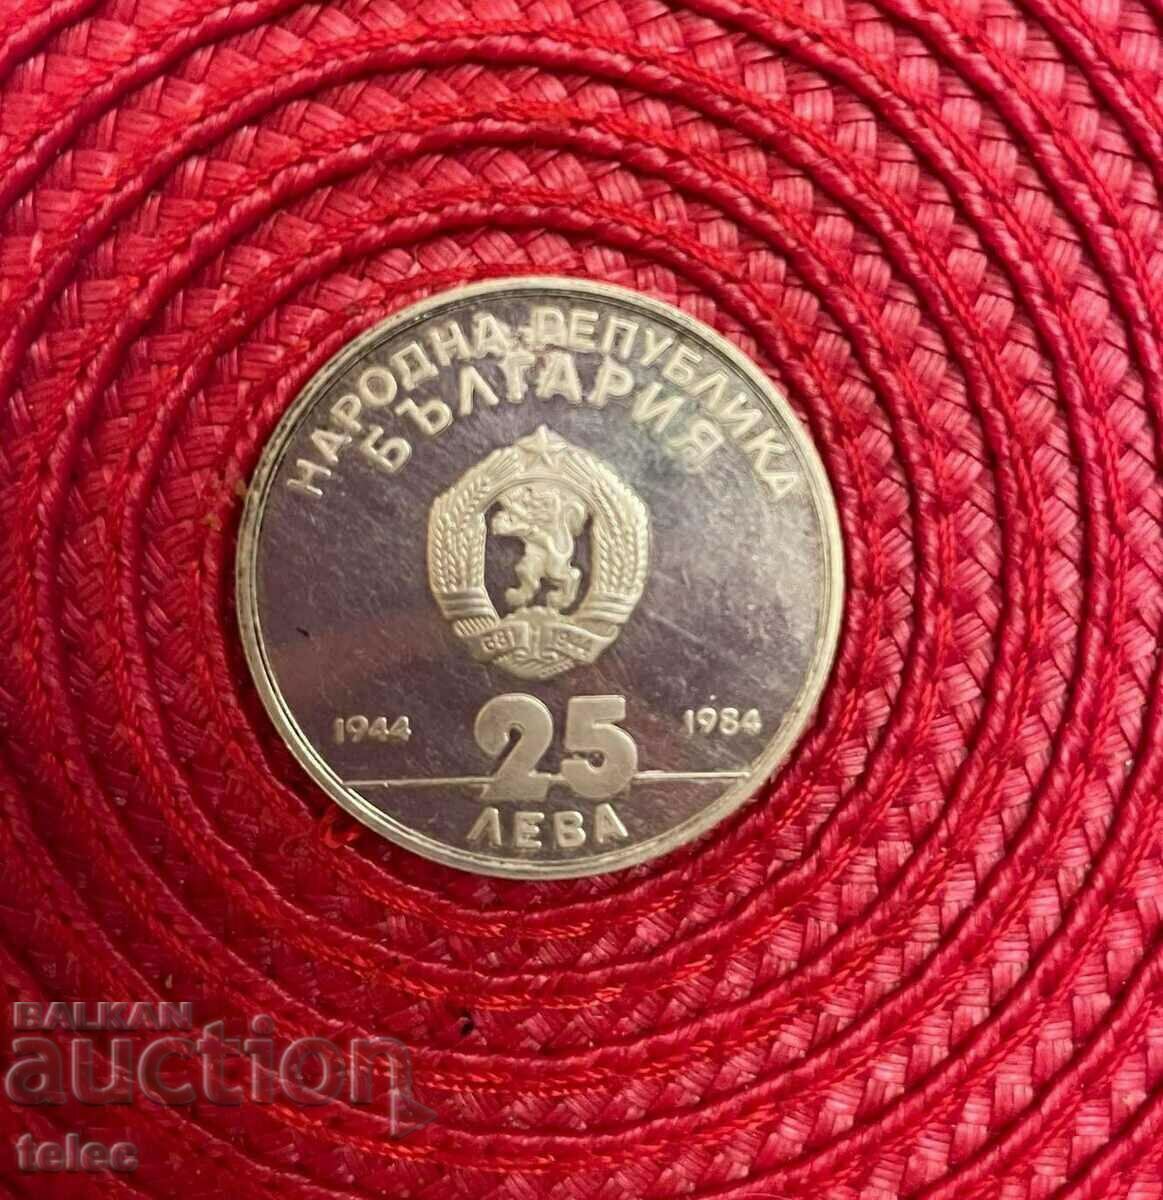 НАРОДНА РЕПУБЛИКА
БЪЛГАРИЯ
681 1944
1944 25 1984
ЛЕВА
BALKAN
auction
telec